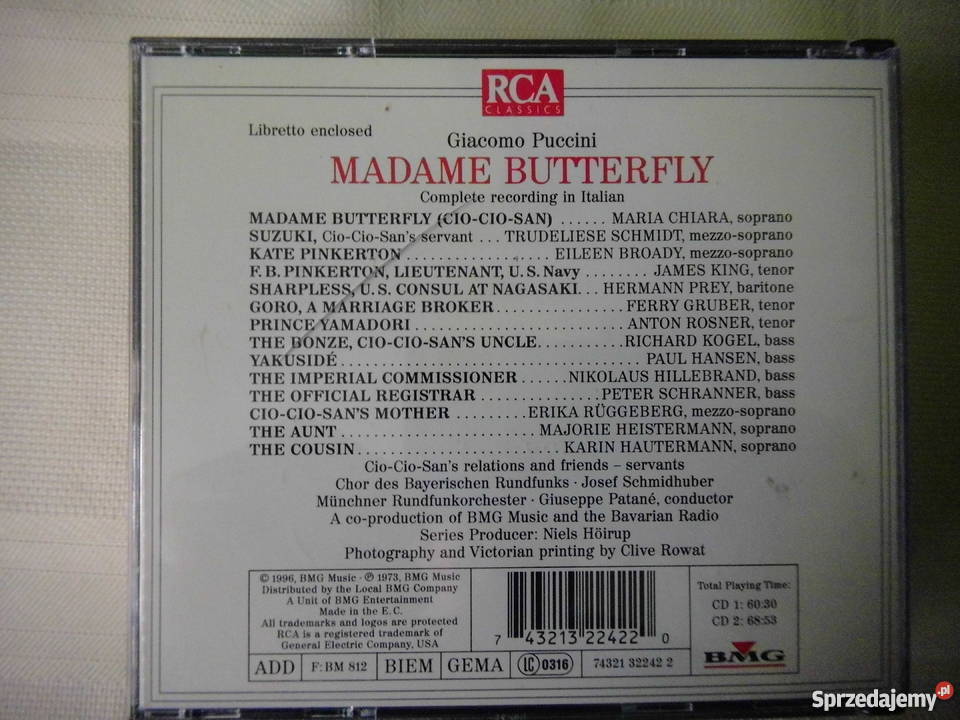 RCA
CLASSICS
Libretto enclosed
Giacomo Puccini
MADAME BUTTERFLY
Complete recording in Italian
MADAME BUTTERFLY (CIO-CIO-SAN) ...... MARIA CHIARA, soprano
SUZUKI, Cio-Cio-San's servant ... TRUDELIESE SCHMIDT, mezzo-soprano
KATE PINKERTON .................. EILEEN BROADY, mezzo-soprano
F. B. PINKERTON, LIEUTENANT, U. S. Navy ........ JAMES KING, tenor
SHARPLESS, U. S. CONSUL AT NAGASAKI... HERMANN PREY, baritone
GORO, A MARRIAGE BROKER................ FERRY GRUBER, tenor
PRINCE YAMADORI .......................... ANTON ROSNER, tenor
THE BONZE, CIO-CIO-SAN'S UNCLE..........RICHARD KOGEL, bass
YAKUSIDÉ..................................... PAUL HANSEN, bass
THE IMPERIAL COMMISSIONER ......NIKOLAUS HILLEBRAND, bass
THE OFFICIAL REGISTRAR ................PETER SCHRANNER, bass
CIO-CIO-SAN'S MOTHER .........ERIKA RÜGGEBERG, mezzo-soprano
THE AUNT ........................ MAJORIE HEISTERMANN, soprano
THE COUSIN.......................... KARIN HAUTERMANN, soprano
Cio-Cio-San's relations and friends – servants
Chor des Bayerischen Rundfunks · Josef Schmidhuber
Münchner Rundfunkorchester · Giuseppe Patané, conductor
A co-production of BMG Music and the Bavarian Radio
Series Producer: Niels Höirup
Photography and Victorian printing by Clive Rowat
© 1996, BMG Music · ℗ 1973, BMG Music
Distributed by the Local BMG Company
A Unit of BMG Entertainment
Made in the E. C.
All trademarks and logos are protected
RCA is a registered trademark of
General Electric Company, USA
7 43213 22422 0
Total Playing Time:
CD 1: 60:30
CD 2: 68:53
BMG
ADD F: BM 812 BIEM GEMA LC 0316 74321 32242 2
Sprzedajemy.pl